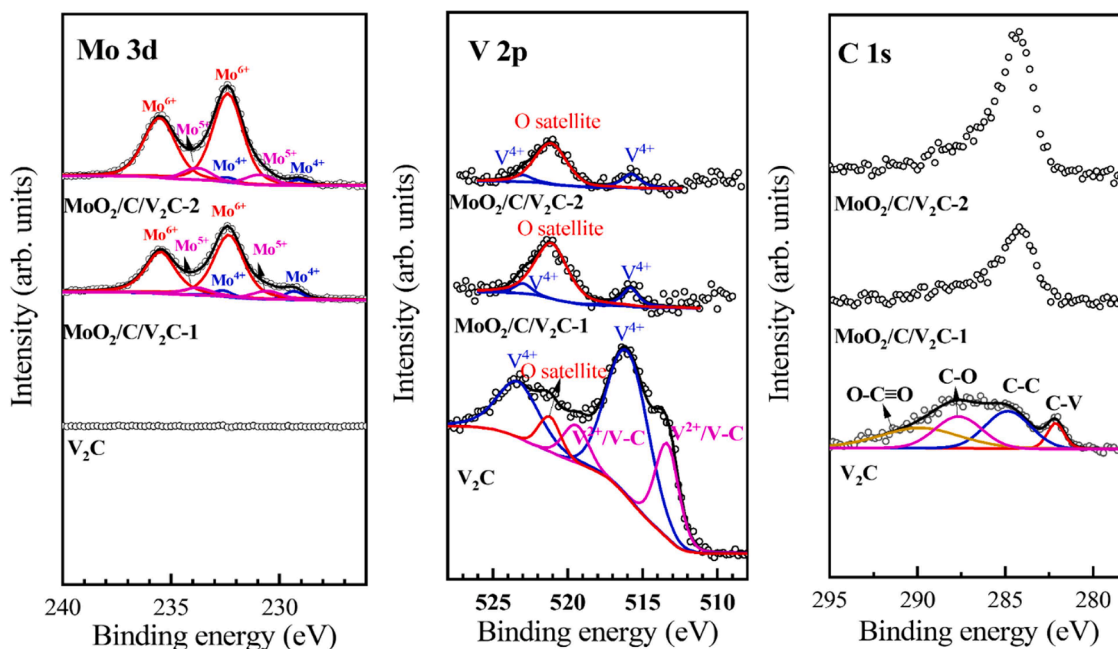 Mo 3d
Mo⁶⁺
Mo⁶⁺
Mo⁵⁺
Mo⁴⁺
Mo⁵⁺
Mo⁴⁺
MoO₂/C/V₂C-2
Mo⁶⁺
Mo⁶⁺
Mo⁵⁺
Mo⁵⁺
Mo⁴⁺
Mo⁴⁺
MoO₂/C/V₂C-1
V₂C
Intensity (arb. units)
240
235
230
Binding energy (eV)
V 2p
O satellite
V⁴⁺
V⁴⁺
MoO₂/C/V₂C-2
O satellite
V⁴⁺
V⁴⁺
MoO₂/C/V₂C-1
V⁴⁺
V⁴⁺
O satellite
V²⁺/V-C
V²⁺/V-C
V₂C
Intensity (arb. units)
525
520
515
510
Binding energy (eV)
C 1s
MoO₂/C/V₂C-2
MoO₂/C/V₂C-1
O-C≡O
C-O
C-C
C-V
V₂C
Intensity (arb. units)
295
290
285
280
Binding energy (eV)